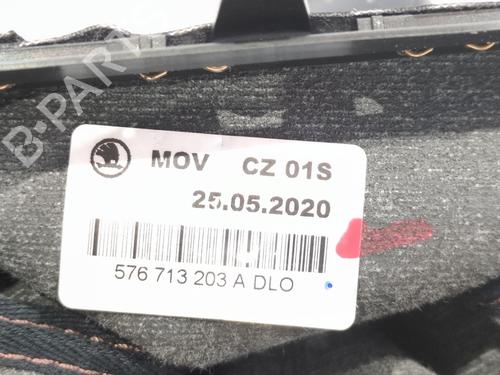 B-PARTS
MOV CZ 01S
25.05.2020
576 713 203 A DLO